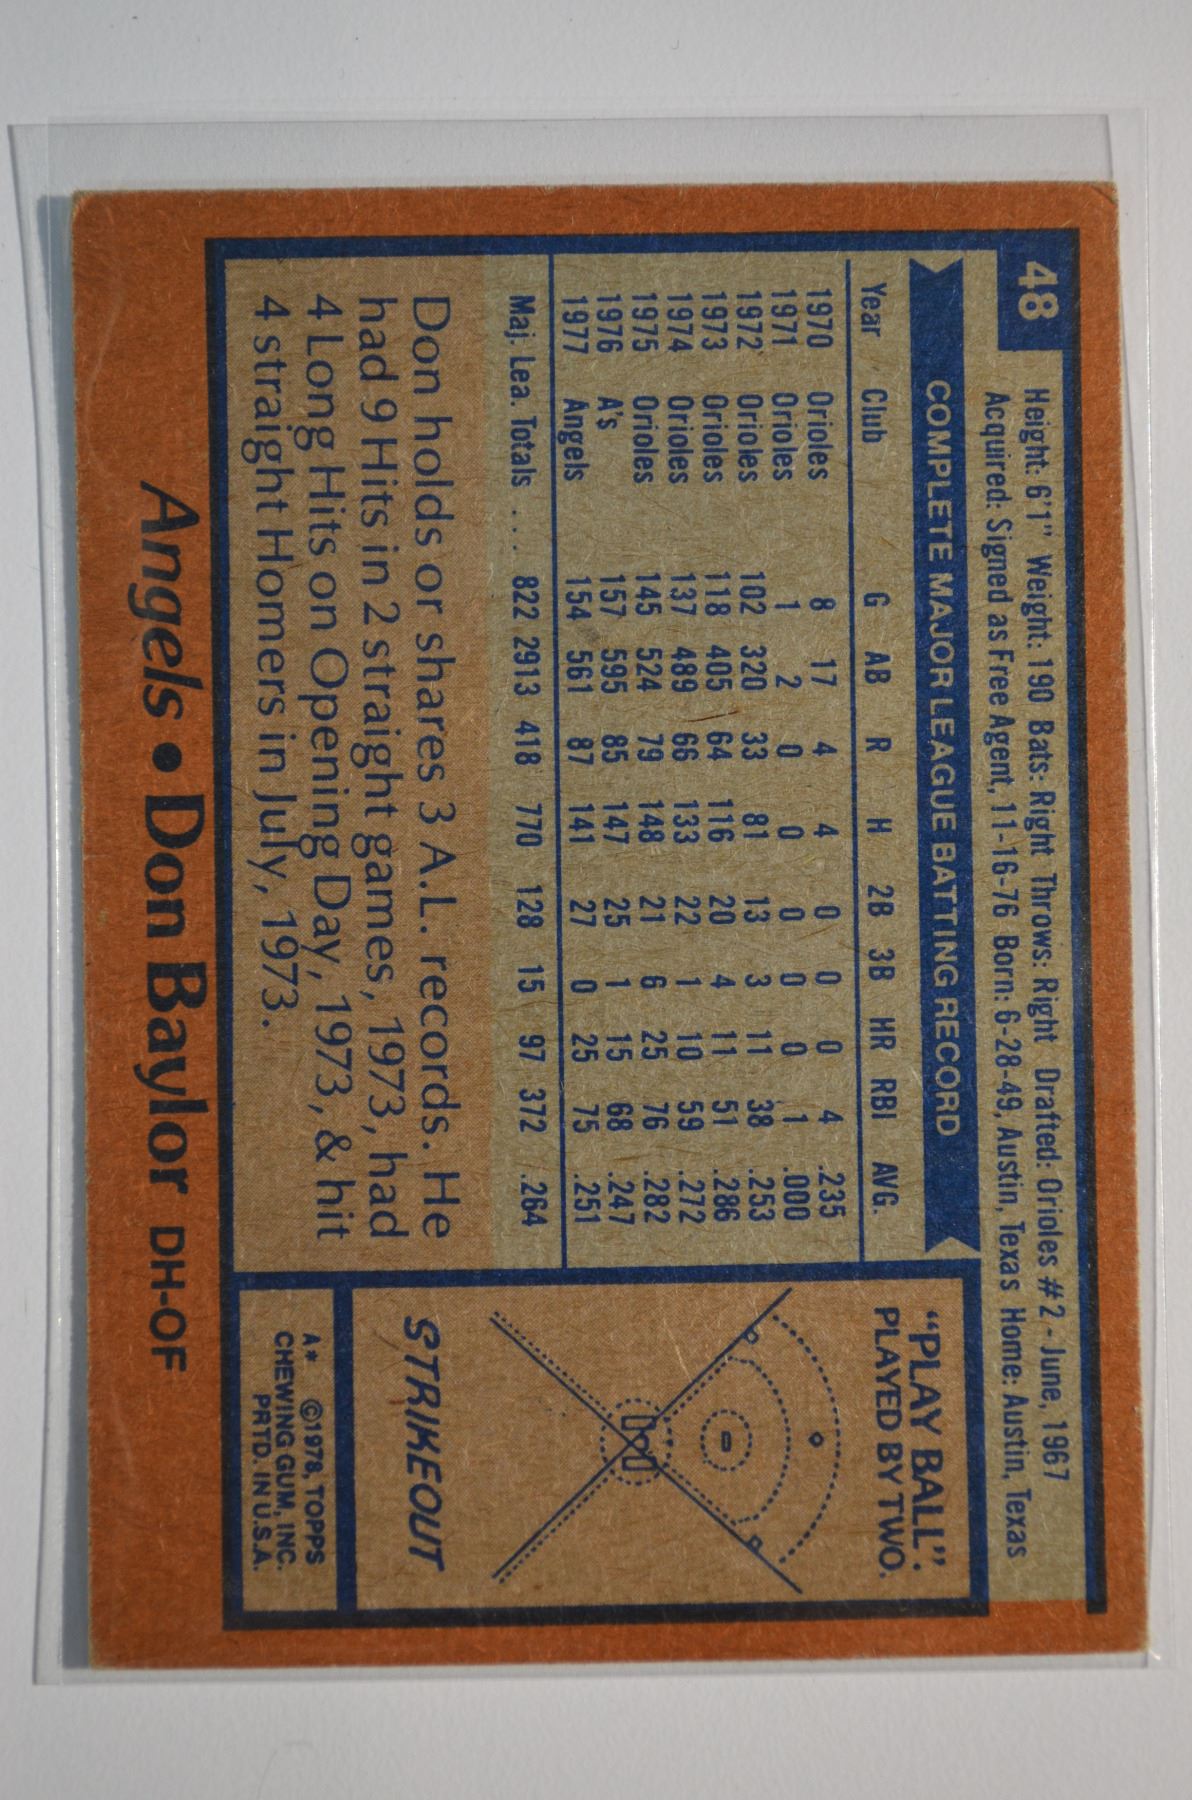 48
Height: 6'1" Weight: 190 Bats: Right Throws: Right Drafted: Orioles #2 - June, 1967
Acquired: Signed as Free Agent, 11-16-76 Born: 6-28-49, Austin, Texas Home: Austin, Texas
COMPLETE MAJOR LEAGUE BATTING RECORD
Year Club G AB R H 2B 3B HR RBI AVG.
1970 Orioles 8 17 4 4 0 0 0 4 .235
1971 Orioles 1 2 0 0 0 0 0 1 .000
1972 Orioles 102 320 33 81 13 3 11 38 .253
1973 Orioles 118 405 64 116 20 4 11 51 .286
1974 Orioles 137 489 66 133 22 1 10 59 .272
1975 Orioles 145 524 79 148 21 6 25 76 .282
1976 A's 157 595 85 147 25 1 15 68 .247
1977 Angels 154 561 87 141 27 0 25 75 .251
Maj. Lea. Totals . . . 822 2913 418 770 128 15 97 372 .264
Don holds or shares 3 A.L. records. He
had 9 Hits in 2 straight games, 1973, had
4 Long Hits on Opening Day, 1973, & hit
4 straight Homers in July, 1973.
"PLAY BALL":
PLAYED BY TWO.
STRIKEOUT
A* ©1978, TOPPS
CHEWING GUM, INC.
PRTD. IN U.S.A.
Angels • Don Baylor DH-OF